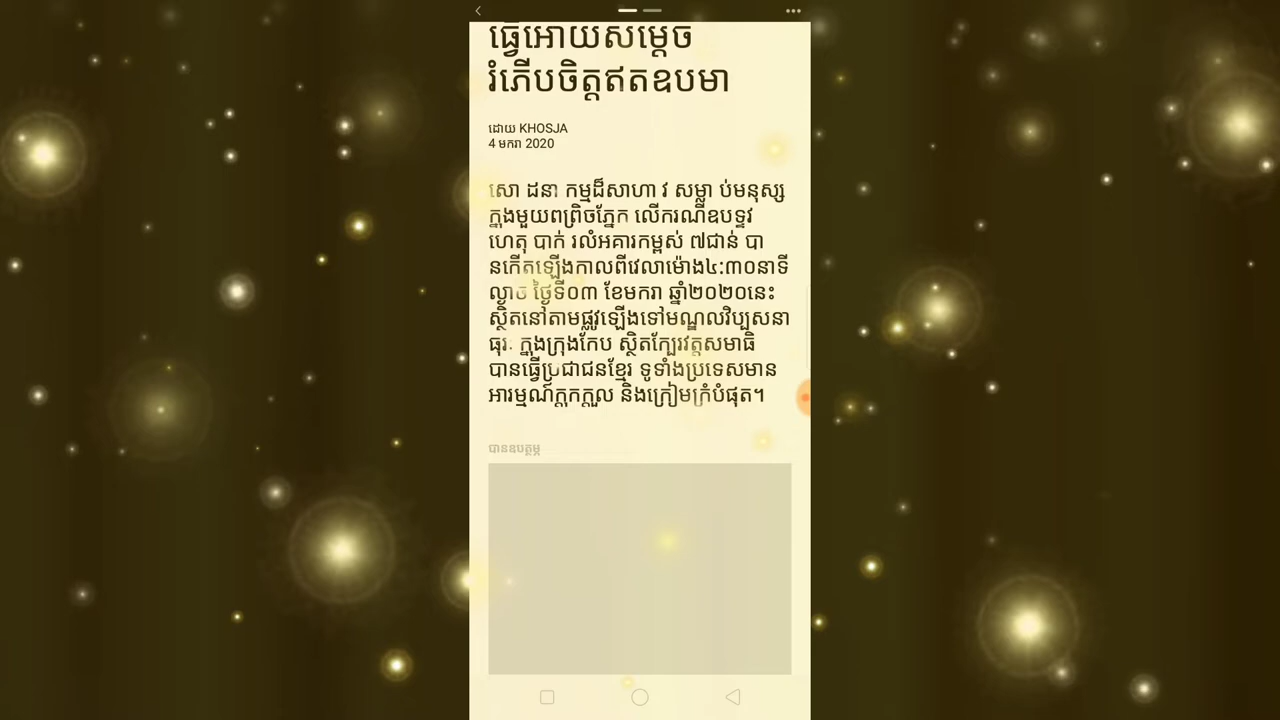 ធ្វើអោយសម្ដេច
រំភើបចិត្តឥតឧបមា
ដោយ KHOSJA
4 មករា 2020
សោ ដនា កម្មដ៏សាហា វ សម្លា ប់មនុស្ស
ក្នុងមួយពព្រិចភ្នែក លើករណីឧបទ្ទវ
ហេតុ បាក់ រលំអគារកម្ពស់ ៧ជាន់ បា
នកើតឡើងកាលពីវេលាម៉ោង៤:៣០នាទី
ល្ងាច ថ្ងៃទី០៣ ខែមករា ឆ្នាំ២០២០នេះ
ស្ថិតនៅតាមផ្លូវឡើងទៅមណ្ឌលវិប្បសនា
ធុរៈ ក្នុងក្រុងកែប ស្ថិតក្បែរវត្តសមាធិ
បានធ្វើប្រជាជនខ្មែរ ទូទាំងប្រទេសមាន
អារម្មណ៍ក្តុកក្តួល និងក្រៀមក្រំបំផុត។
បានឧបត្ថម្ភ